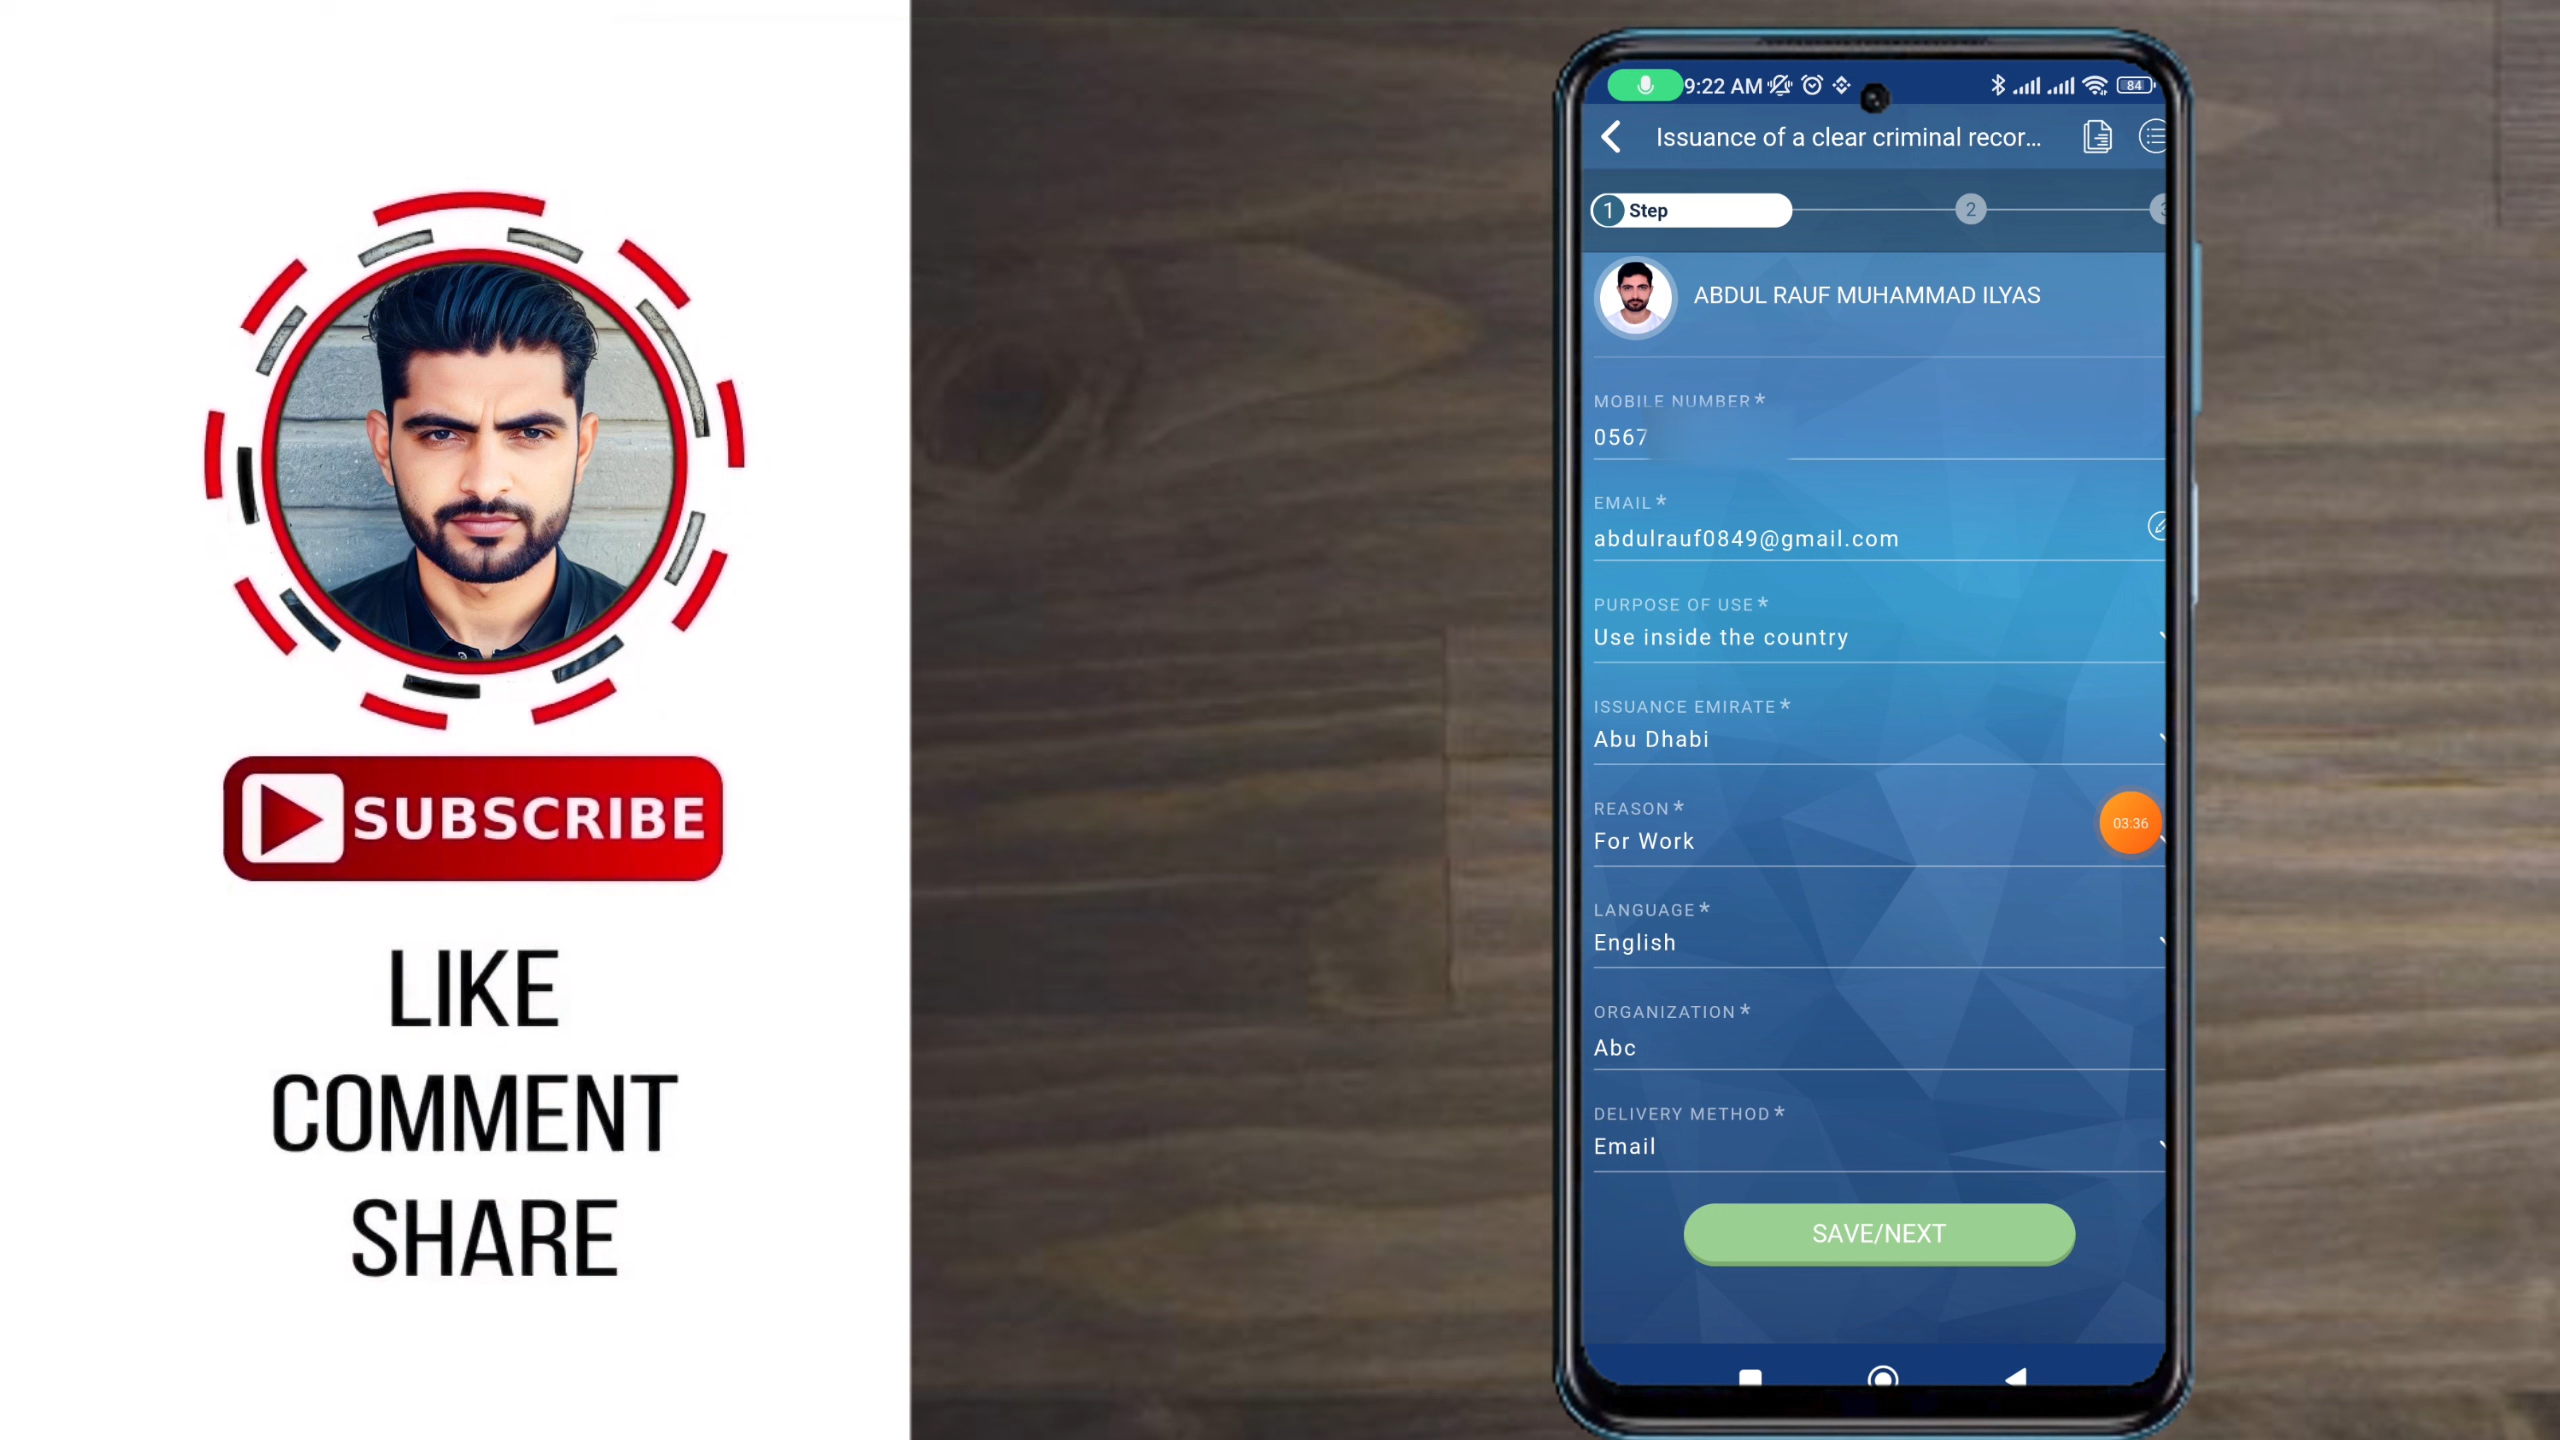 SUBSCRIBE
LIKE
COMMENT
SHARE
9:22 AM
84
Issuance of a clear criminal recor...
1 Step
2
3
ABDUL RAUF MUHAMMAD ILYAS
MOBILE NUMBER*
0567
EMAIL*
abdulrauf0849@gmail.com
PURPOSE OF USE*
Use inside the country
ISSUANCE EMIRATE*
Abu Dhabi
REASON*
For Work
03:36
LANGUAGE*
English
ORGANIZATION*
Abc
DELIVERY METHOD*
Email
SAVE/NEXT